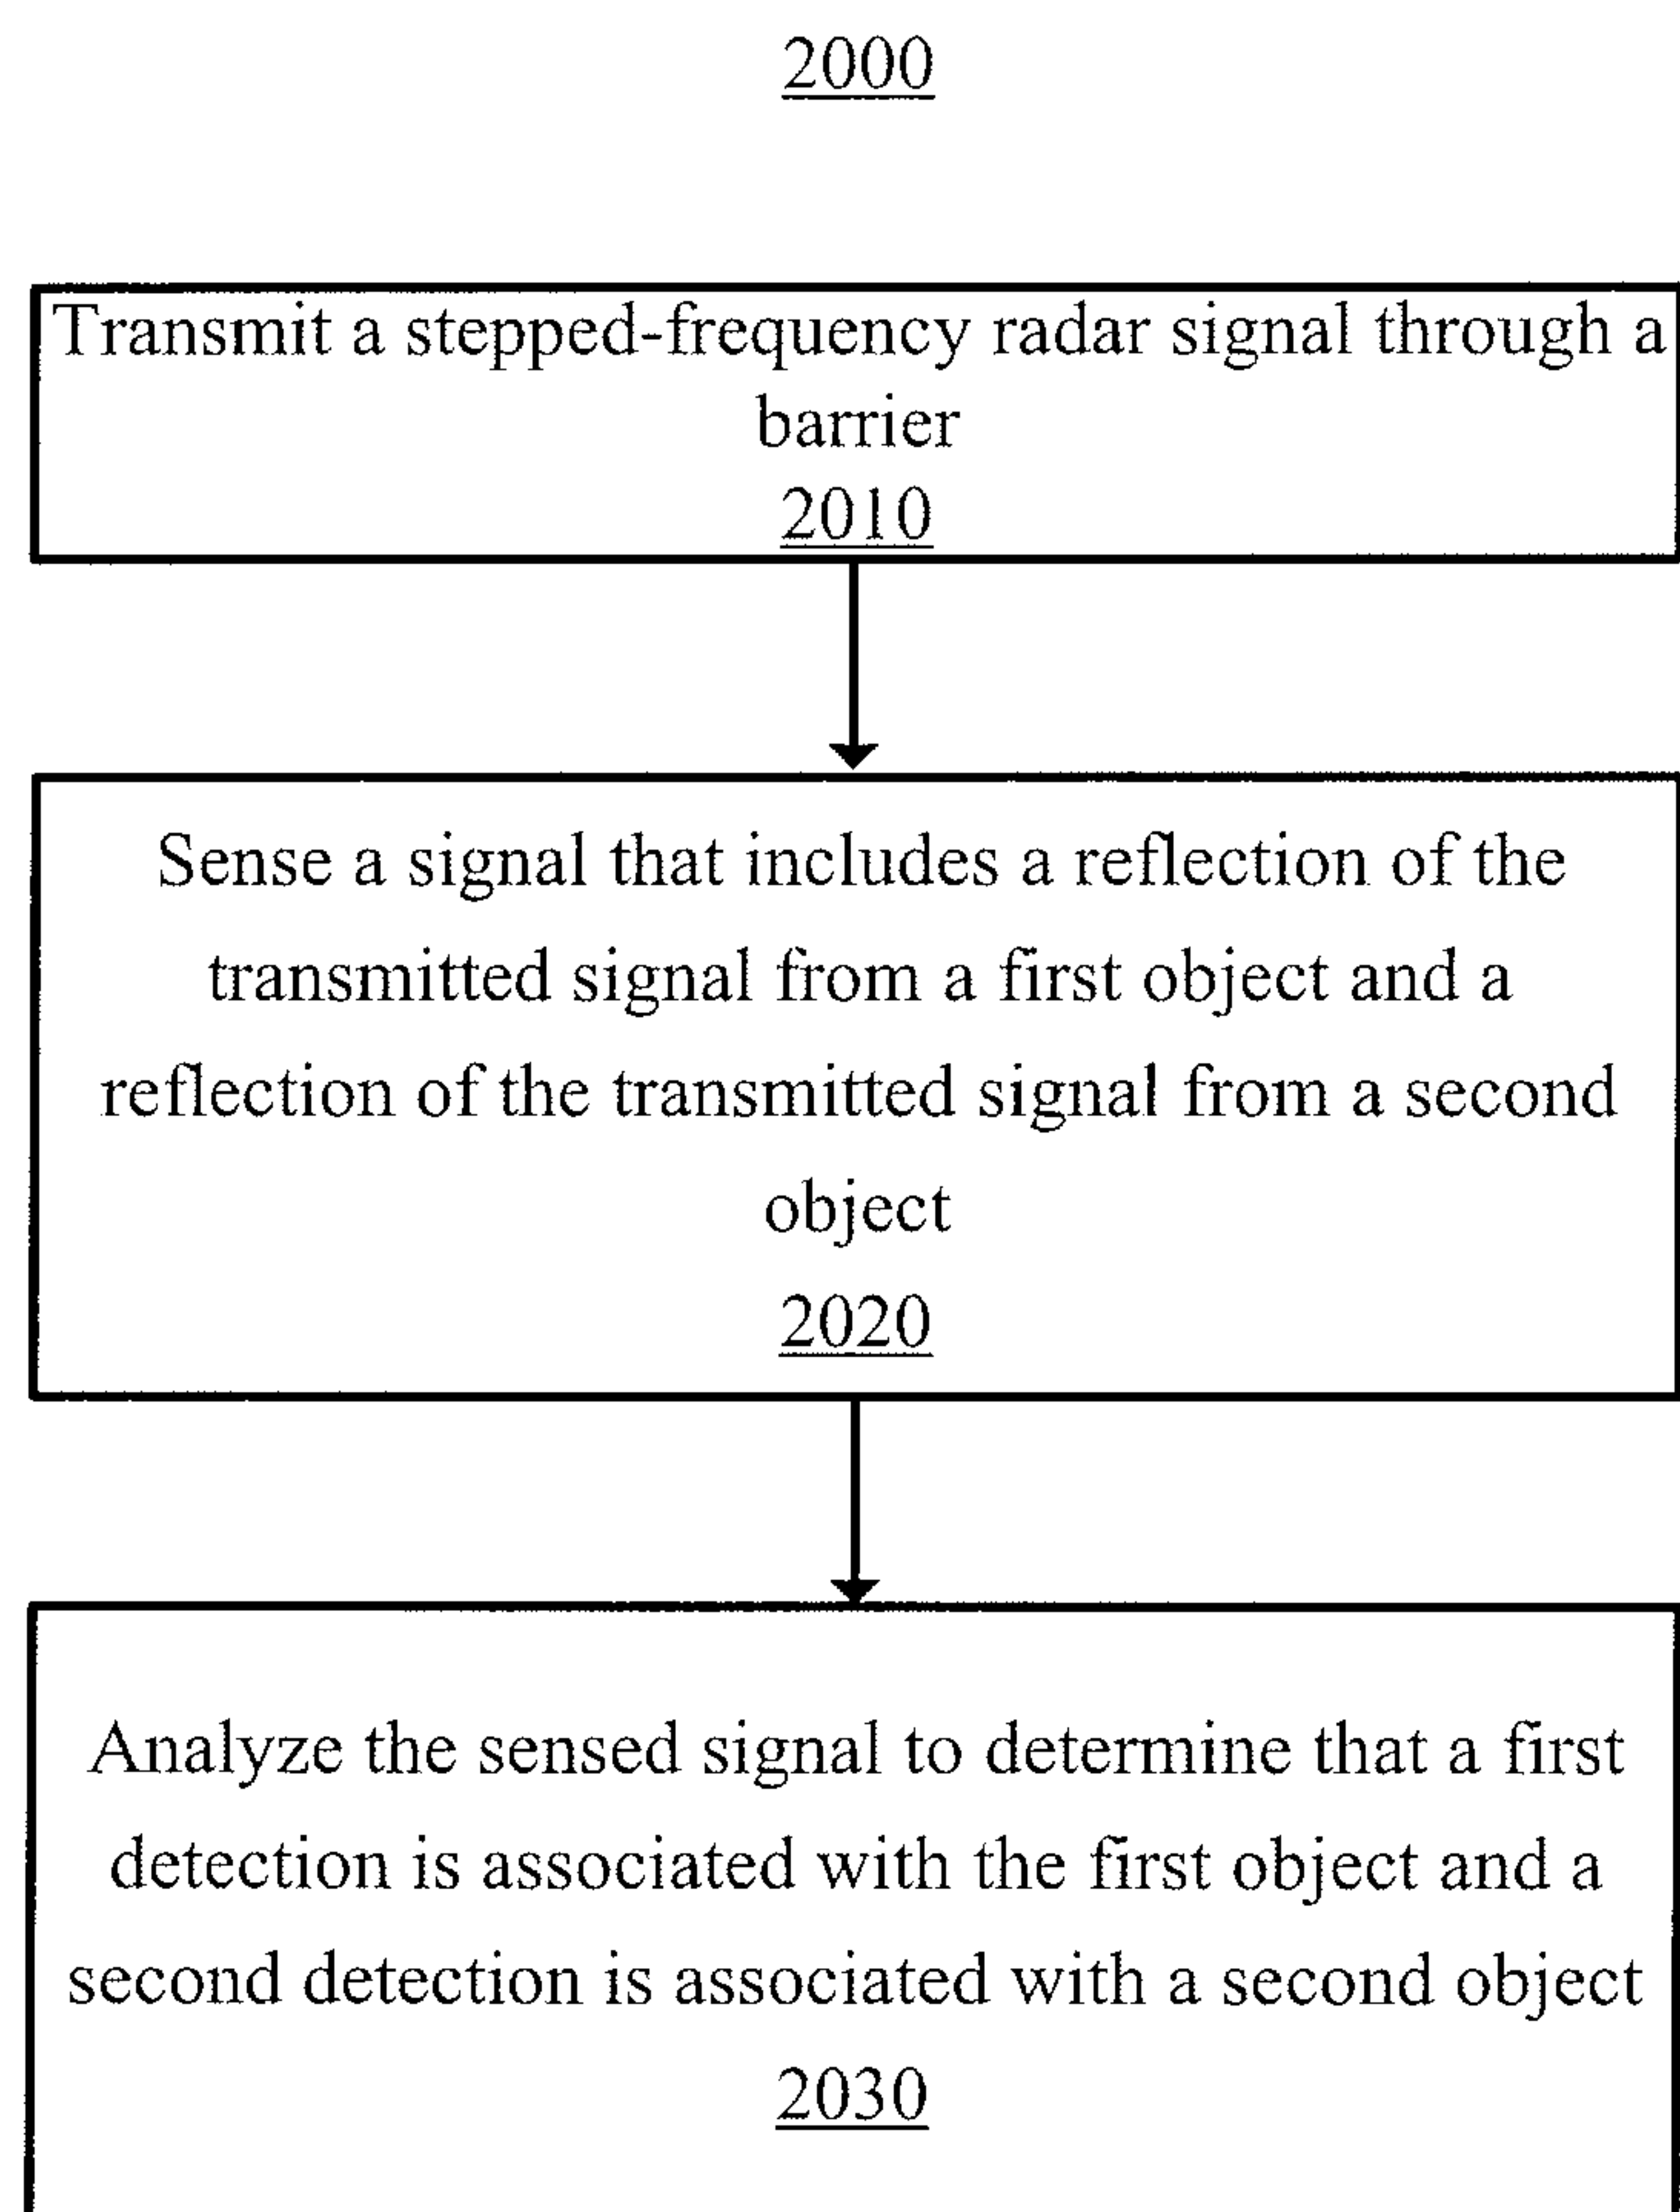 2000
Transmit a stepped-frequency radar signal through a
barrier
2010
Sense a signal that includes a reflection of the
transmitted signal from a first object and a
reflection of the transmitted signal from a second
object
2020
Analyze the sensed signal to determine that a first
detection is associated with the first object and a
second detection is associated with a second object
2030